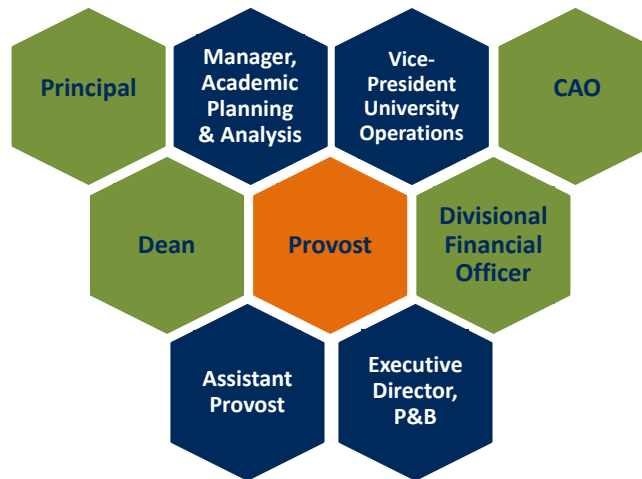 Principal
Manager,
Academic
Planning
& Analysis
Vice-
President
University
Operations
CAO
Dean
Provost
Divisional
Financial
Officer
Assistant
Provost
Executive
Director,
P&B